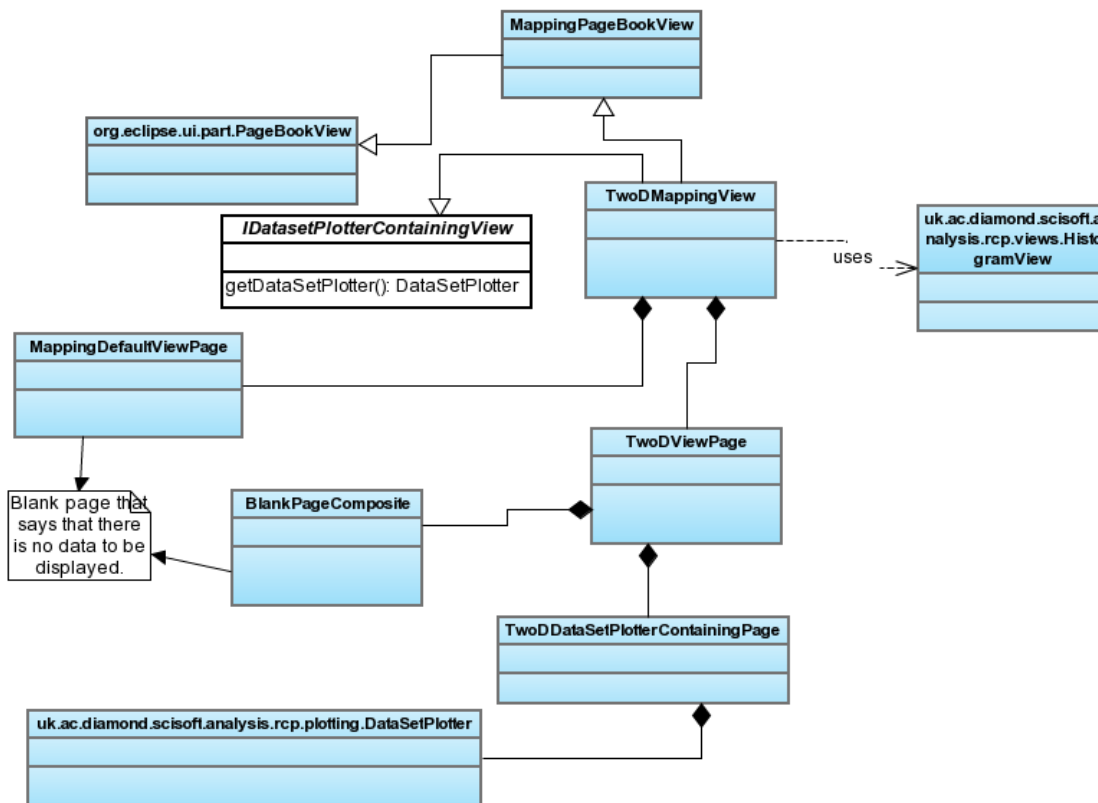 MappingPageBookView
org.eclipse.ui.part.PageBookView
TwoDMappingView
IDatasetPlotterContainingView
getDataSetPlotter(): DataSetPlotter
uses
uk.ac.diamond.scisoft.a
nalysis.rcp.views.Histo
gramView
MappingDefaultViewPage
TwoDViewPage
Blank page that
says that there
is no data to be
displayed.
BlankPageComposite
TwoDDataSetPlotterContainingPage
uk.ac.diamond.scisoft.analysis.rcp.plotting.DataSetPlotter